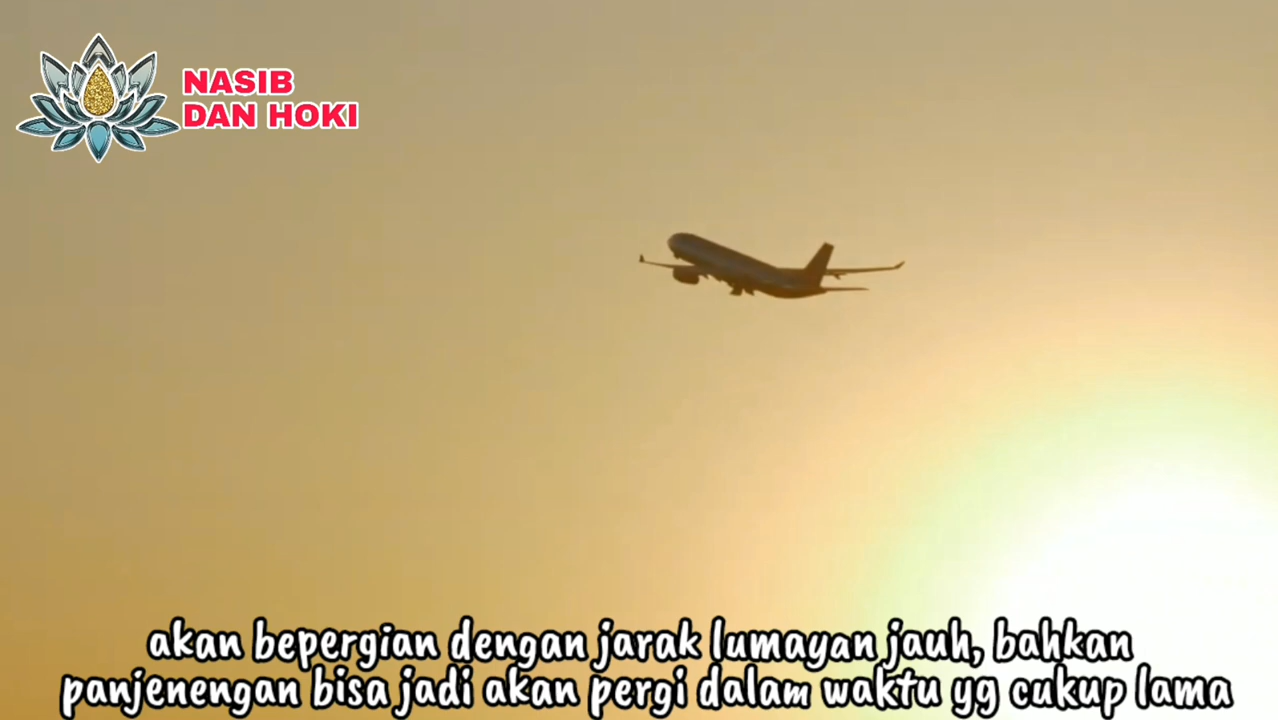 NASIB
DAN HOKI
akan bepergian dengan jarak lumayan jauh, bahkan
panjenengan bisa jadi akan pergi dalam waktu yg cukup lama